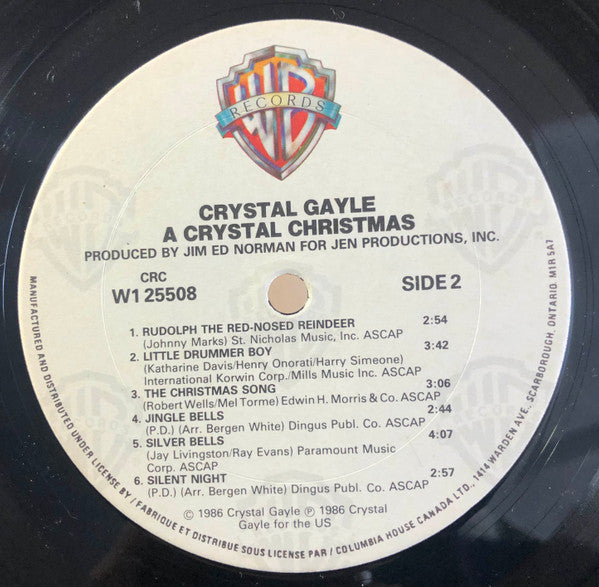 WB
RECORDS
CRYSTAL GAYLE
A CRYSTAL CHRISTMAS
PRODUCED BY JIM ED NORMAN FOR JEN PRODUCTIONS, INC.
CRC
W1 25508
SIDE 2
1. RUDOLPH THE RED-NOSED REINDEER 2:54
(Johnny Marks) St. Nicholas Music, Inc. ASCAP
2. LITTLE DRUMMER BOY 3:42
(Katharine Davis/Henry Onorati/Harry Simeone)
International Korwin Corp./Mills Music Inc. ASCAP
3. THE CHRISTMAS SONG 3:06
(Robert Wells/Mel Torme) Edwin H. Morris & Co. ASCAP
4. JINGLE BELLS 2:44
(P.D.) (Arr. Bergen White) Dingus Publ. Co. ASCAP
5. SILVER BELLS 4:07
(Jay Livingston/Ray Evans) Paramount Music
Corp. ASCAP
6. SILENT NIGHT 2:57
(P.D.) (Arr. Bergen White) Dingus Publ. Co. ASCAP
© 1986 Crystal Gayle ℗ 1986 Crystal
Gayle for the US
MANUFACTURED AND DISTRIBUTED UNDER LICENSE BY / FABRIQUE ET DISTRIBUE SOUS LICENSE PAR / COLUMBIA HOUSE CANADA LTD., 1414 WARDEN AVE., SCARBOROUGH, ONTARIO. M1R 5A7